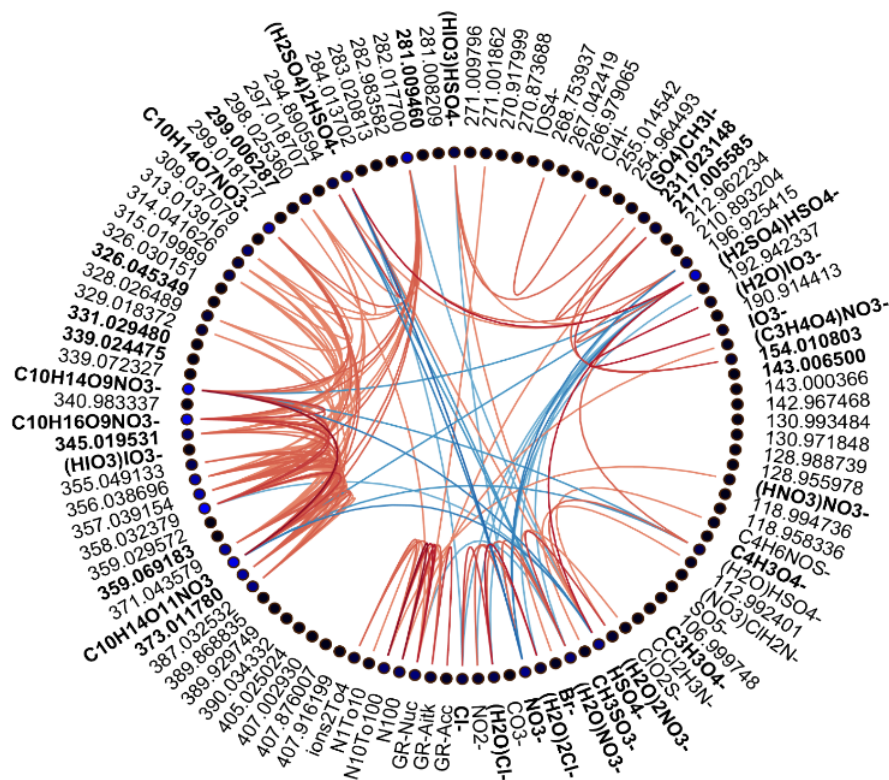 (HIO3)HSO4-
271.009796
271.001862
270.917999
270.873688
IOS4-
268.753937
267.042419
266.979065
Cl4I-
255.014542
254.964493
(SO4)CH3I-
231.023148
217.005585
212.962234
210.893204
196.925415
(H2SO4)HSO4-
192.942337
(H2O)IO3-
190.914413
IO3-
(C3H4O4)NO3-
154.010803
143.006500
143.000366
142.967468
130.993484
130.971848
128.988739
128.955978
(HNO3)NO3-
118.994736
118.958336
C4H6NOS-
C4H3O4-
(H2O)HSO4-
112.992401
(NO3)ClH2N-
SO5-
106.999748
C3H3O4-
CCl2H3N-
ClO2S-
(H2O)2NO3-
HSO4-
CH3SO3-
(H2O)NO3-
Br-
(H2O)2Cl-
NO3-
CO3-
(H2O)Cl-
NO2-
Cl-
GR-Acc
GR-Aitk
GR-Nuc
N100
N10To100
N1To10
ions2To4
407.916199
407.876007
407.002930
405.025024
390.034332
389.929749
389.868835
387.032532
373.011780
C10H14O11NO3
371.043579
359.069183
359.029572
358.032379
357.039154
356.038696
355.049133
(HIO3)IO3-
345.019531
C10H16O9NO3-
340.983337
C10H14O9NO3-
339.072327
339.024475
331.029480
329.018372
328.026489
326.045349
326.090151
315.019989
314.041626
313.013916
309.037079
C10H14O7NO3-
299.018127
298.025360
299.006287
297.018707
294.890594
(H2SO4)2HSO4-
284.013702
283.020813
282.983582
282.017700
281.009460
281.008209